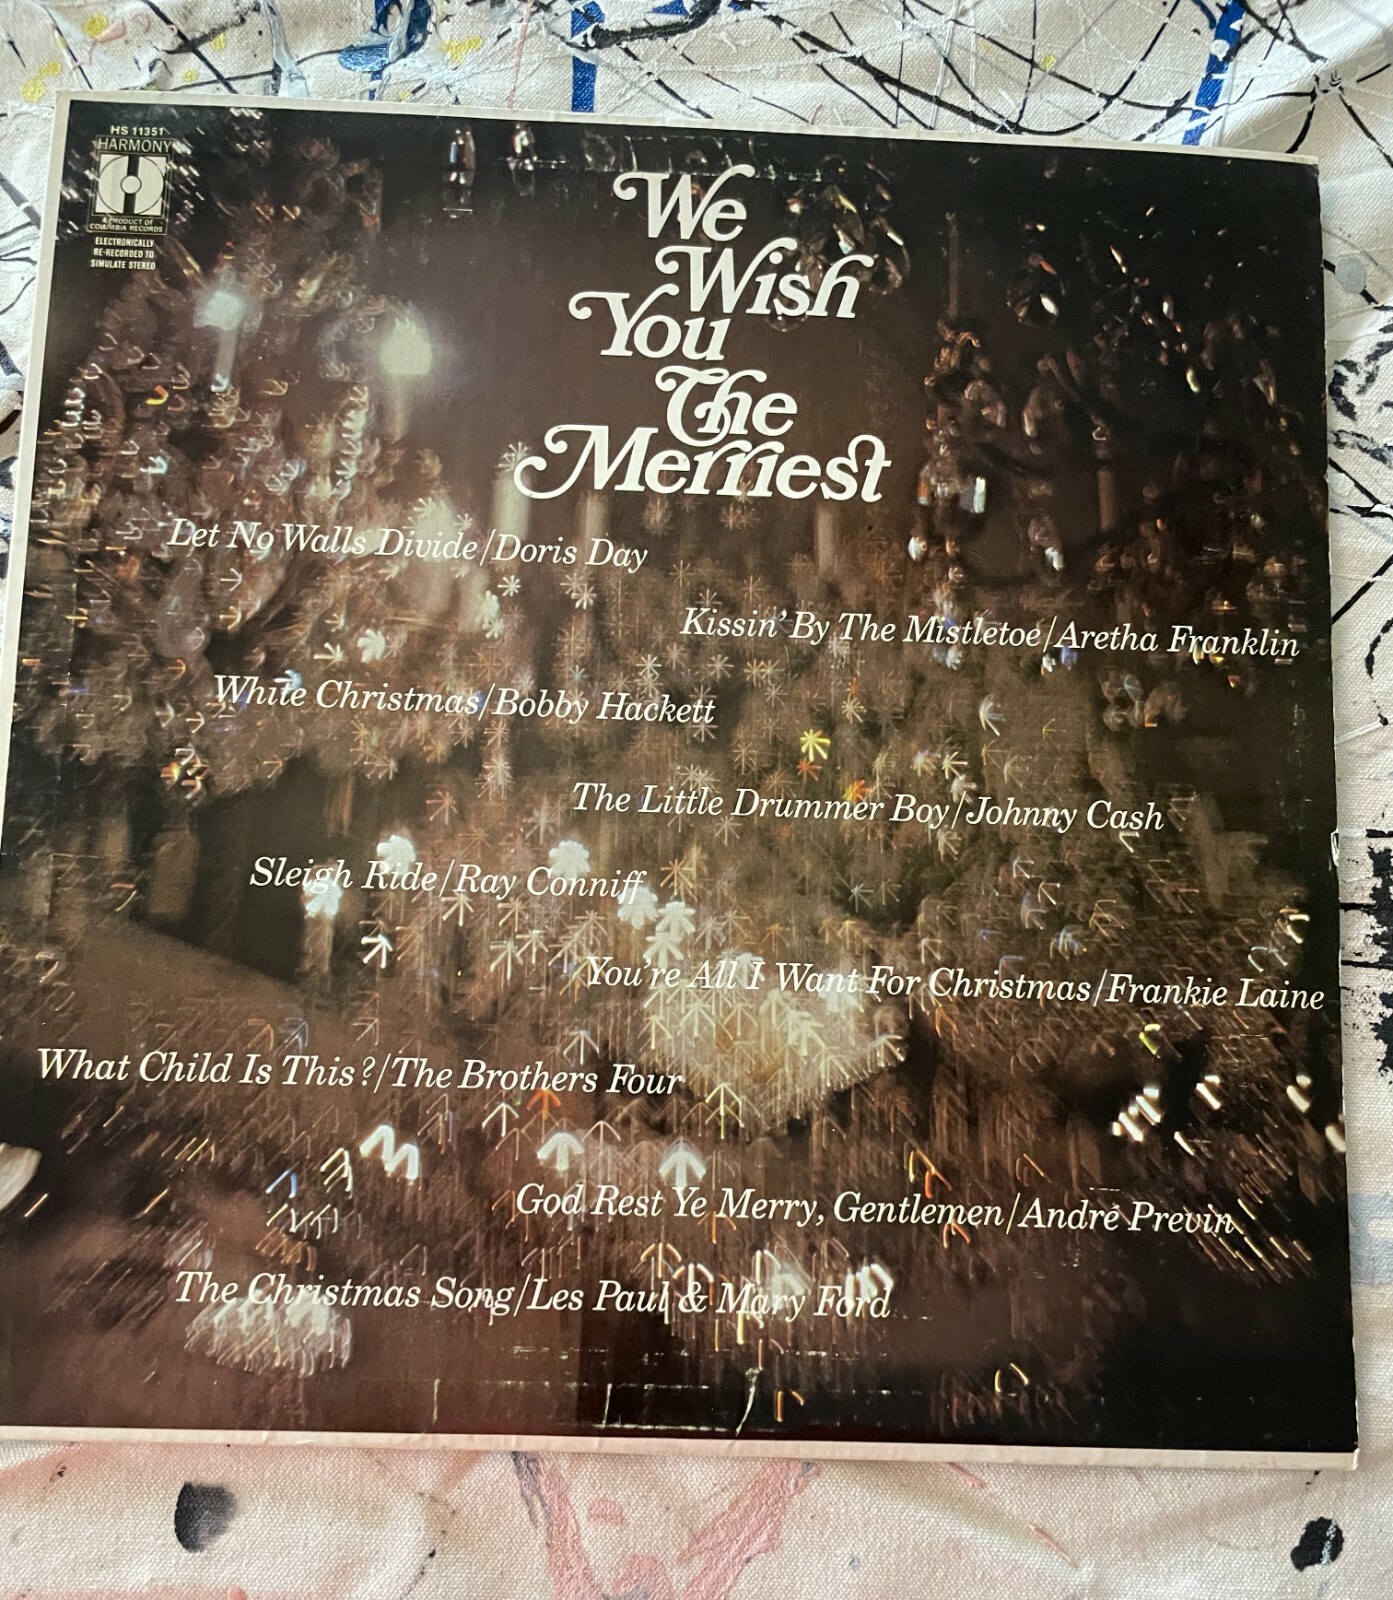 HS 11351
HARMONY
A PRODUCT OF
COLUMBIA RECORDS
ELECTRONICALLY
RE-RECORDED TO
SIMULATE STEREO
We
Wish
You
The
Merriest
Let No Walls Divide/Doris Day
Kissin' By The Mistletoe/Aretha Franklin
White Christmas/Bobby Hackett
The Little Drummer Boy/Johnny Cash
Sleigh Ride/Ray Conniff
You're All I Want For Christmas/Frankie Laine
What Child Is This?/The Brothers Four
God Rest Ye Merry, Gentlemen/André Previn
The Christmas Song/Les Paul & Mary Ford